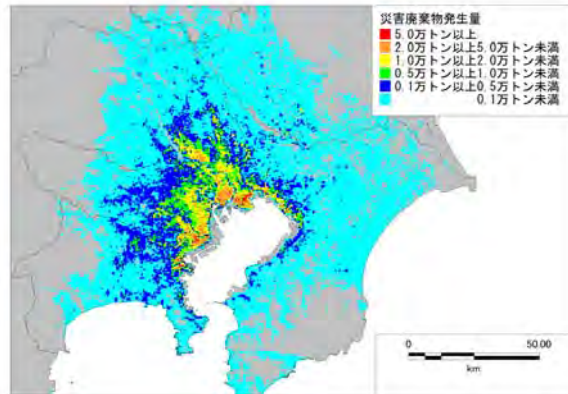 災害廃棄物発生量
5.0万トン以上
2.0万トン以上5.0万トン未満
1.0万トン以上2.0万トン未満
0.5万トン以上1.0万トン未満
0.1万トン以上0.5万トン未満
0.1万トン未満
0 50.00
km